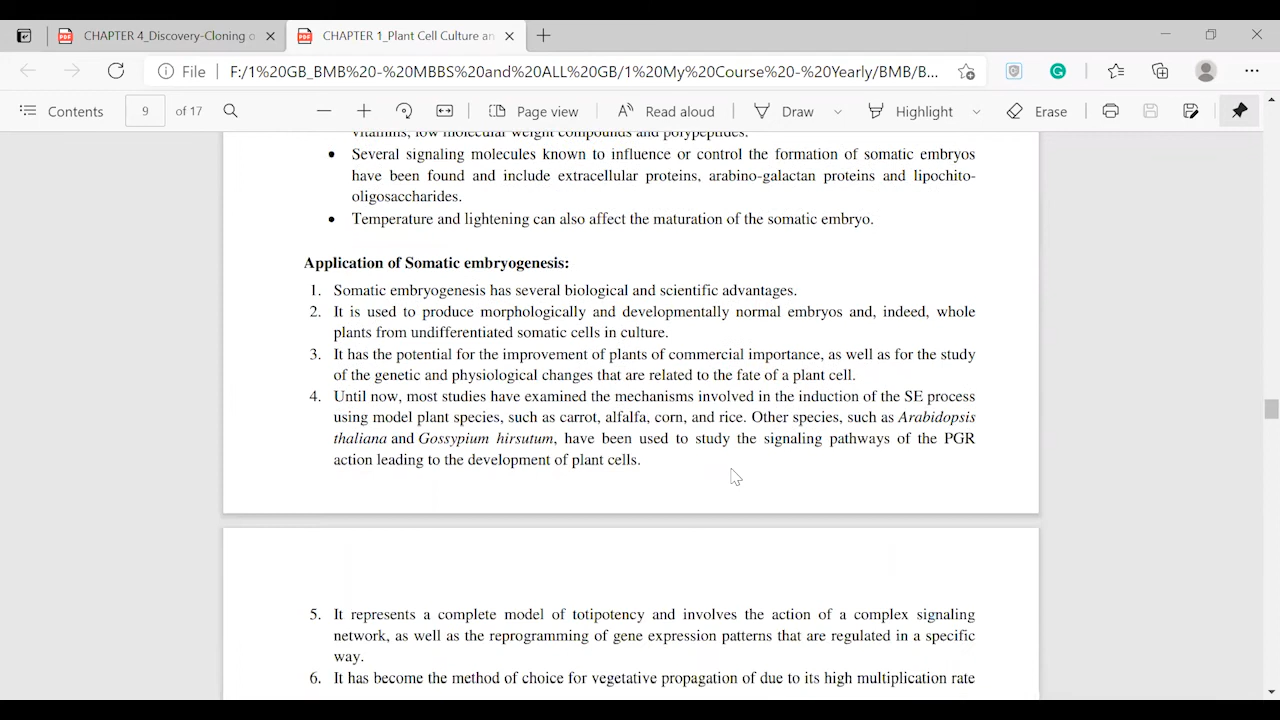 CHAPTER 4_Discovery-Cloning o
CHAPTER 1_Plant Cell Culture an
File
F:/1%20GB_BMB%20-%20MBBS%20and%20ALL%20GB/1%20My%20Course%20-%20Yearly/BMB/B...
Contents 9 of 17 Page view Read aloud Draw Highlight Erase
vitamins, low molecular weight compounds and polypeptides.
• Several signaling molecules known to influence or control the formation of somatic embryos
have been found and include extracellular proteins, arabino-galactan proteins and lipochito-
oligosaccharides.
• Temperature and lightening can also affect the maturation of the somatic embryo.
Application of Somatic embryogenesis:
1. Somatic embryogenesis has several biological and scientific advantages.
2. It is used to produce morphologically and developmentally normal embryos and, indeed, whole
plants from undifferentiated somatic cells in culture.
3. It has the potential for the improvement of plants of commercial importance, as well as for the study
of the genetic and physiological changes that are related to the fate of a plant cell.
4. Until now, most studies have examined the mechanisms involved in the induction of the SE process
using model plant species, such as carrot, alfalfa, corn, and rice. Other species, such as Arabidopsis
thaliana and Gossypium hirsutum, have been used to study the signaling pathways of the PGR
action leading to the development of plant cells.
5. It represents a complete model of totipotency and involves the action of a complex signaling
network, as well as the reprogramming of gene expression patterns that are regulated in a specific
way.
6. It has become the method of choice for vegetative propagation of due to its high multiplication rate